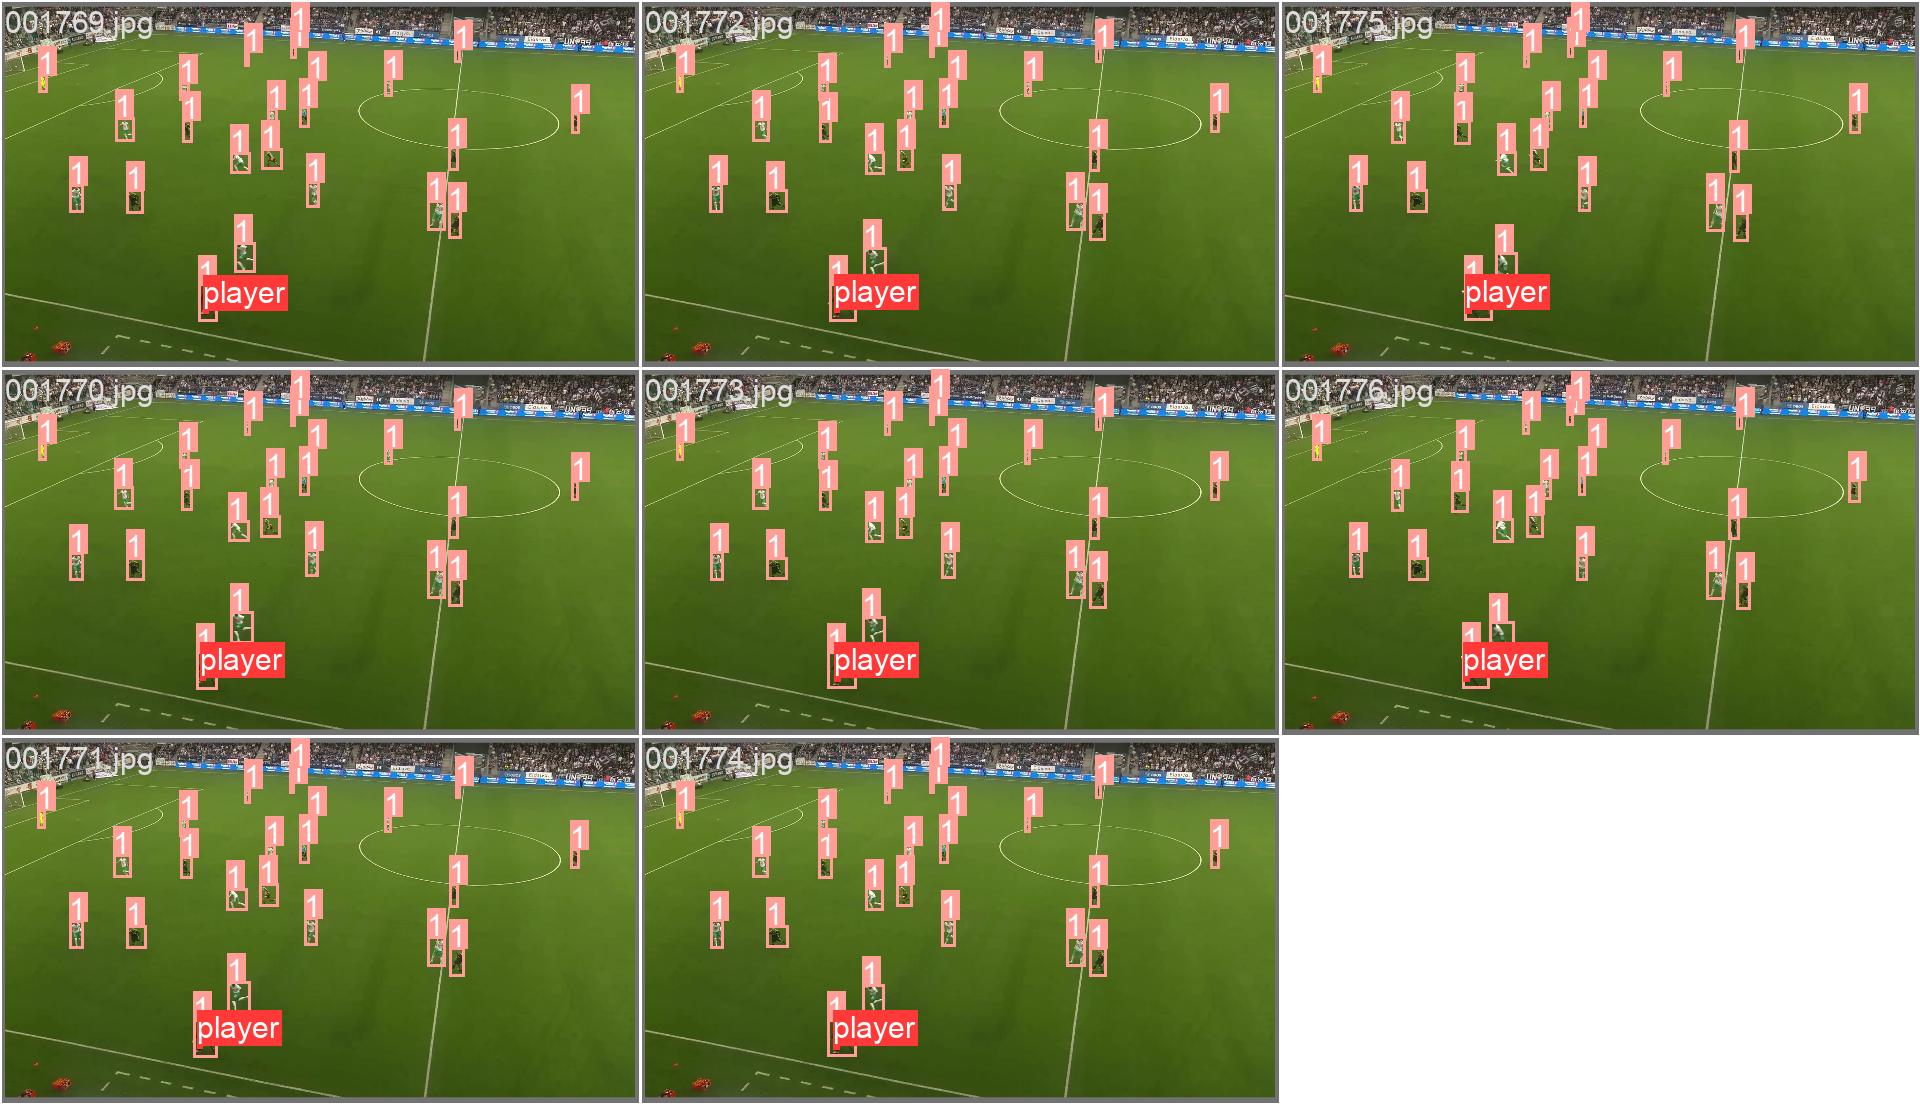 001769.jpg 1
1 1
1 1 1 1
1 1 1 1 1
1 1 1
1 1 1 1 1
1
1
player
001772.jpg 1
1 1
1 1 1 1
1 1 1 1 1
1 1 1
1 1 1 1 1
1
1
player
001775.jpg 1
1 1
1 1 1 1
1 1 1 1 1
1 1 1
1 1 1 1 1
1
1
player
001770.jpg 1
1 1
1 1 1 1
1 1 1 1 1
1 1 1
1 1 1 1 1
1
1
player
001773.jpg 1
1 1
1 1 1 1
1 1 1 1 1
1 1 1
1 1 1 1 1
1
1
player
001776.jpg 1
1 1
1 1 1 1
1 1 1 1 1
1 1 1
1 1 1 1 1
1
1
player
001771.jpg 1
1 1
1 1 1 1
1 1 1 1 1
1 1 1
1 1 1 1 1
1
1
player
001774.jpg 1
1 1
1 1 1 1
1 1 1 1 1
1 1 1
1 1 1 1 1
1
1
player